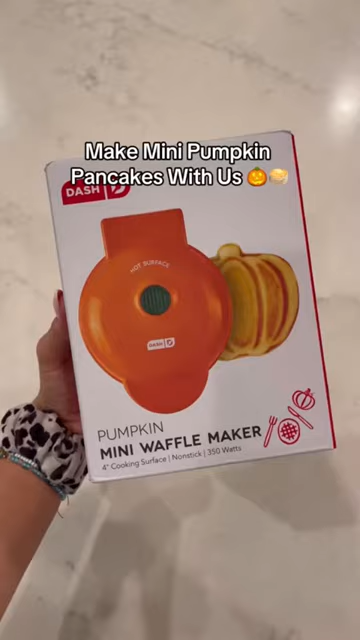 Make Mini Pumpkin
Pancakes With Us 🎃🧇
DASH
HOT SURFACE
DASH
PUMPKIN
MINI WAFFLE MAKER
4" Cooking Surface | Nonstick | 350 Watts